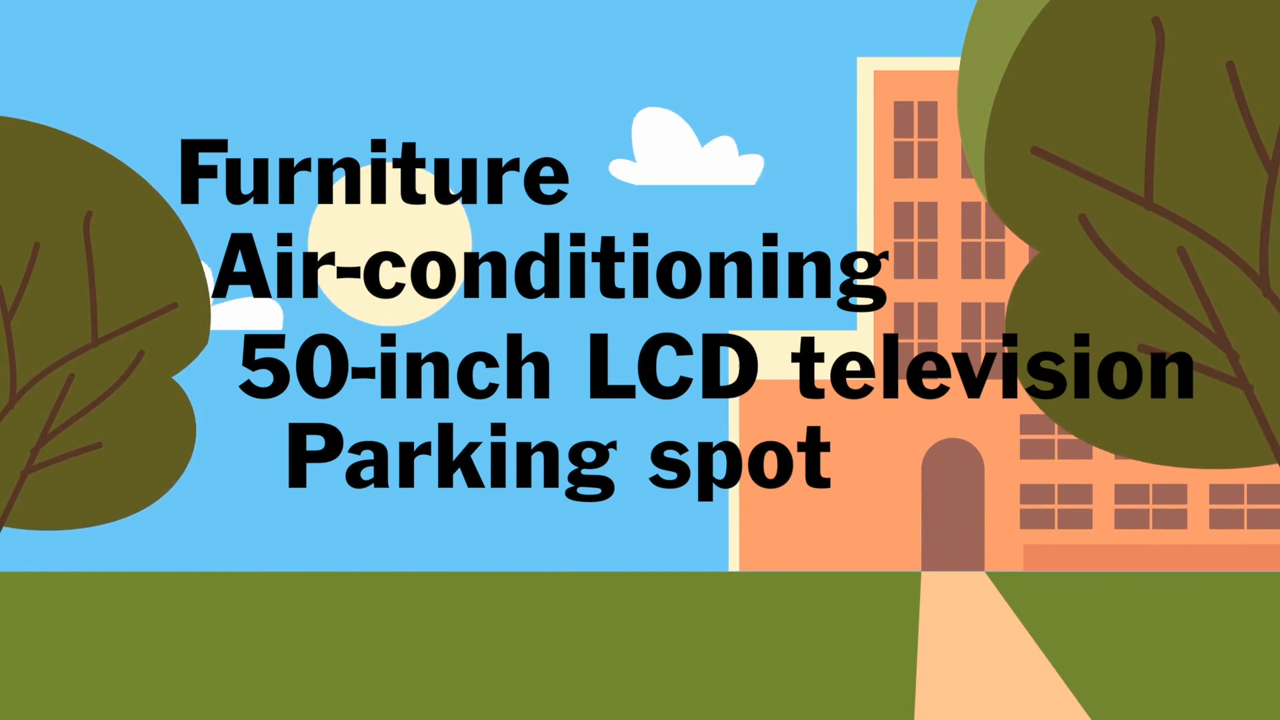 Furniture
Air-conditioning
50-inch LCD television
Parking spot